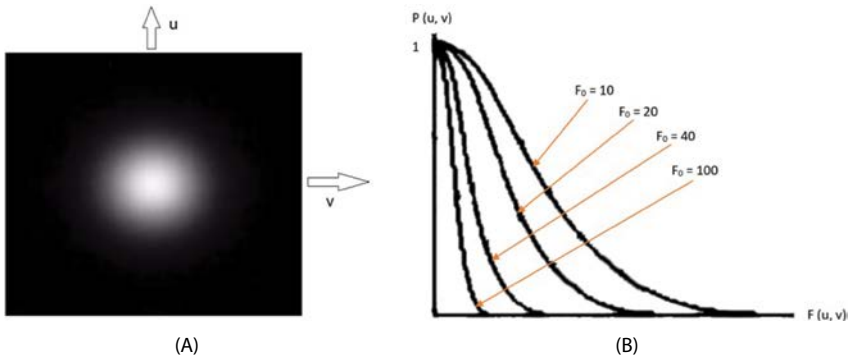 u
v
(A)
P (u, v)
1
F₀ = 10
F₀ = 20
F₀ = 40
F₀ = 100
F (u, v)
(B)